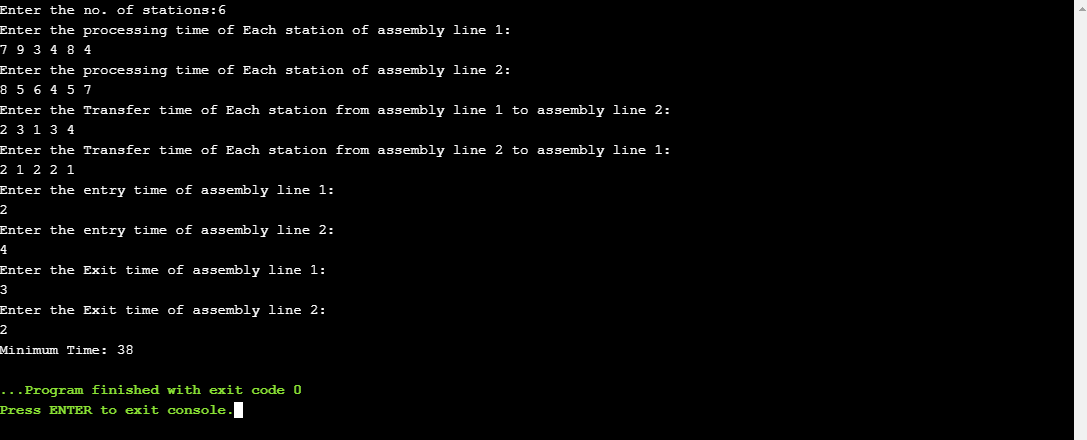 Enter the no. of stations:6
Enter the processing time of Each station of assembly line 1:
7 9 3 4 8 4
Enter the processing time of Each station of assembly line 2:
8 5 6 4 5 7
Enter the Transfer time of Each station from assembly line 1 to assembly line 2:
2 3 1 3 4
Enter the Transfer time of Each station from assembly line 2 to assembly line 1:
2 1 2 2 1
Enter the entry time of assembly line 1:
2
Enter the entry time of assembly line 2:
4
Enter the Exit time of assembly line 1:
3
Enter the Exit time of assembly line 2:
2
Minimum Time: 38
...Program finished with exit code 0
Press ENTER to exit console.